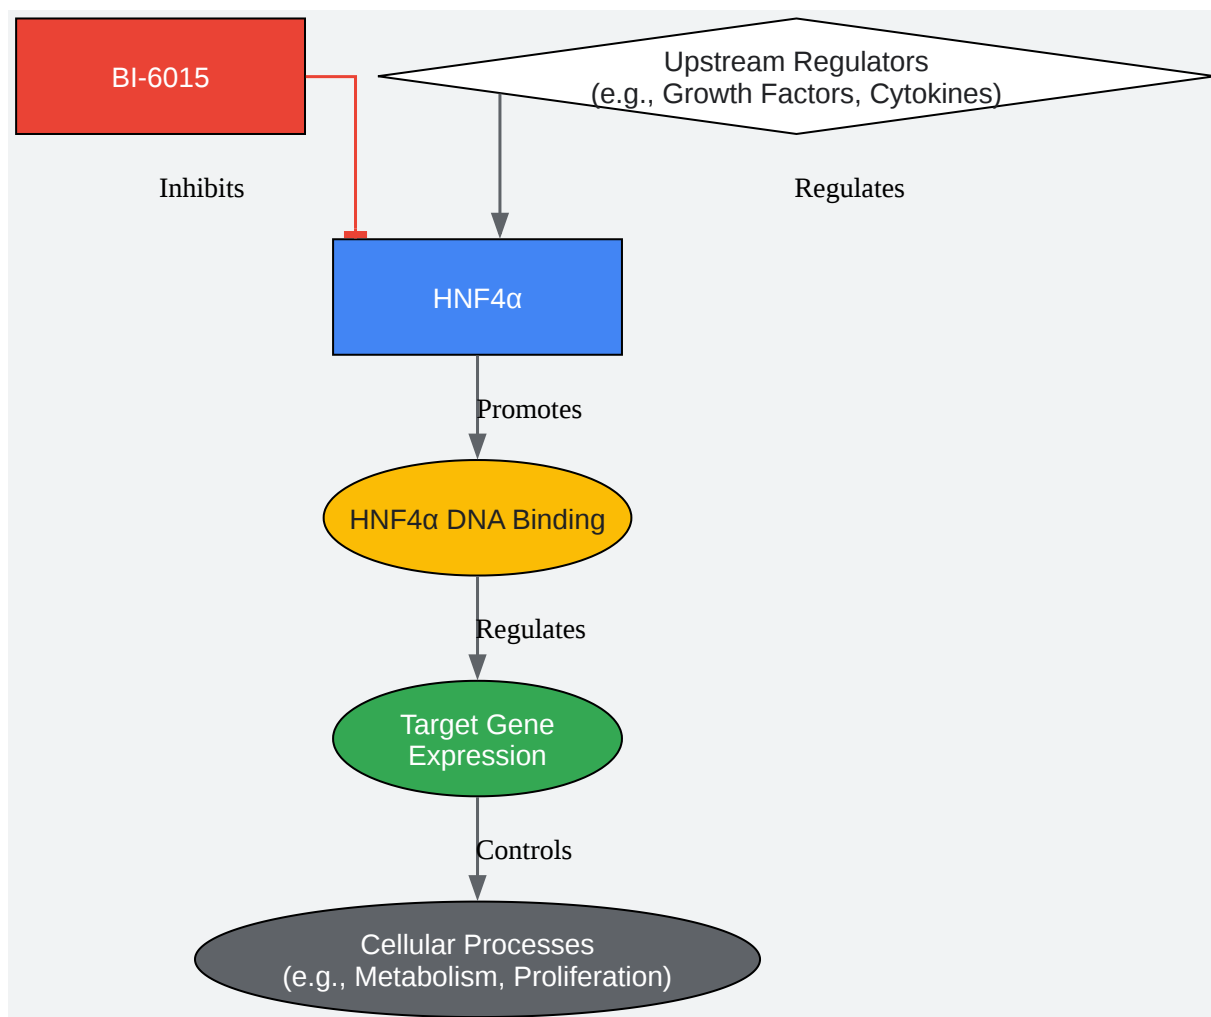 BI-6015
Upstream Regulators
(e.g., Growth Factors, Cytokines)
Inhibits
Regulates
HNF4α
Promotes
HNF4α DNA Binding
Regulates
Target Gene
Expression
Controls
Cellular Processes
(e.g., Metabolism, Proliferation)